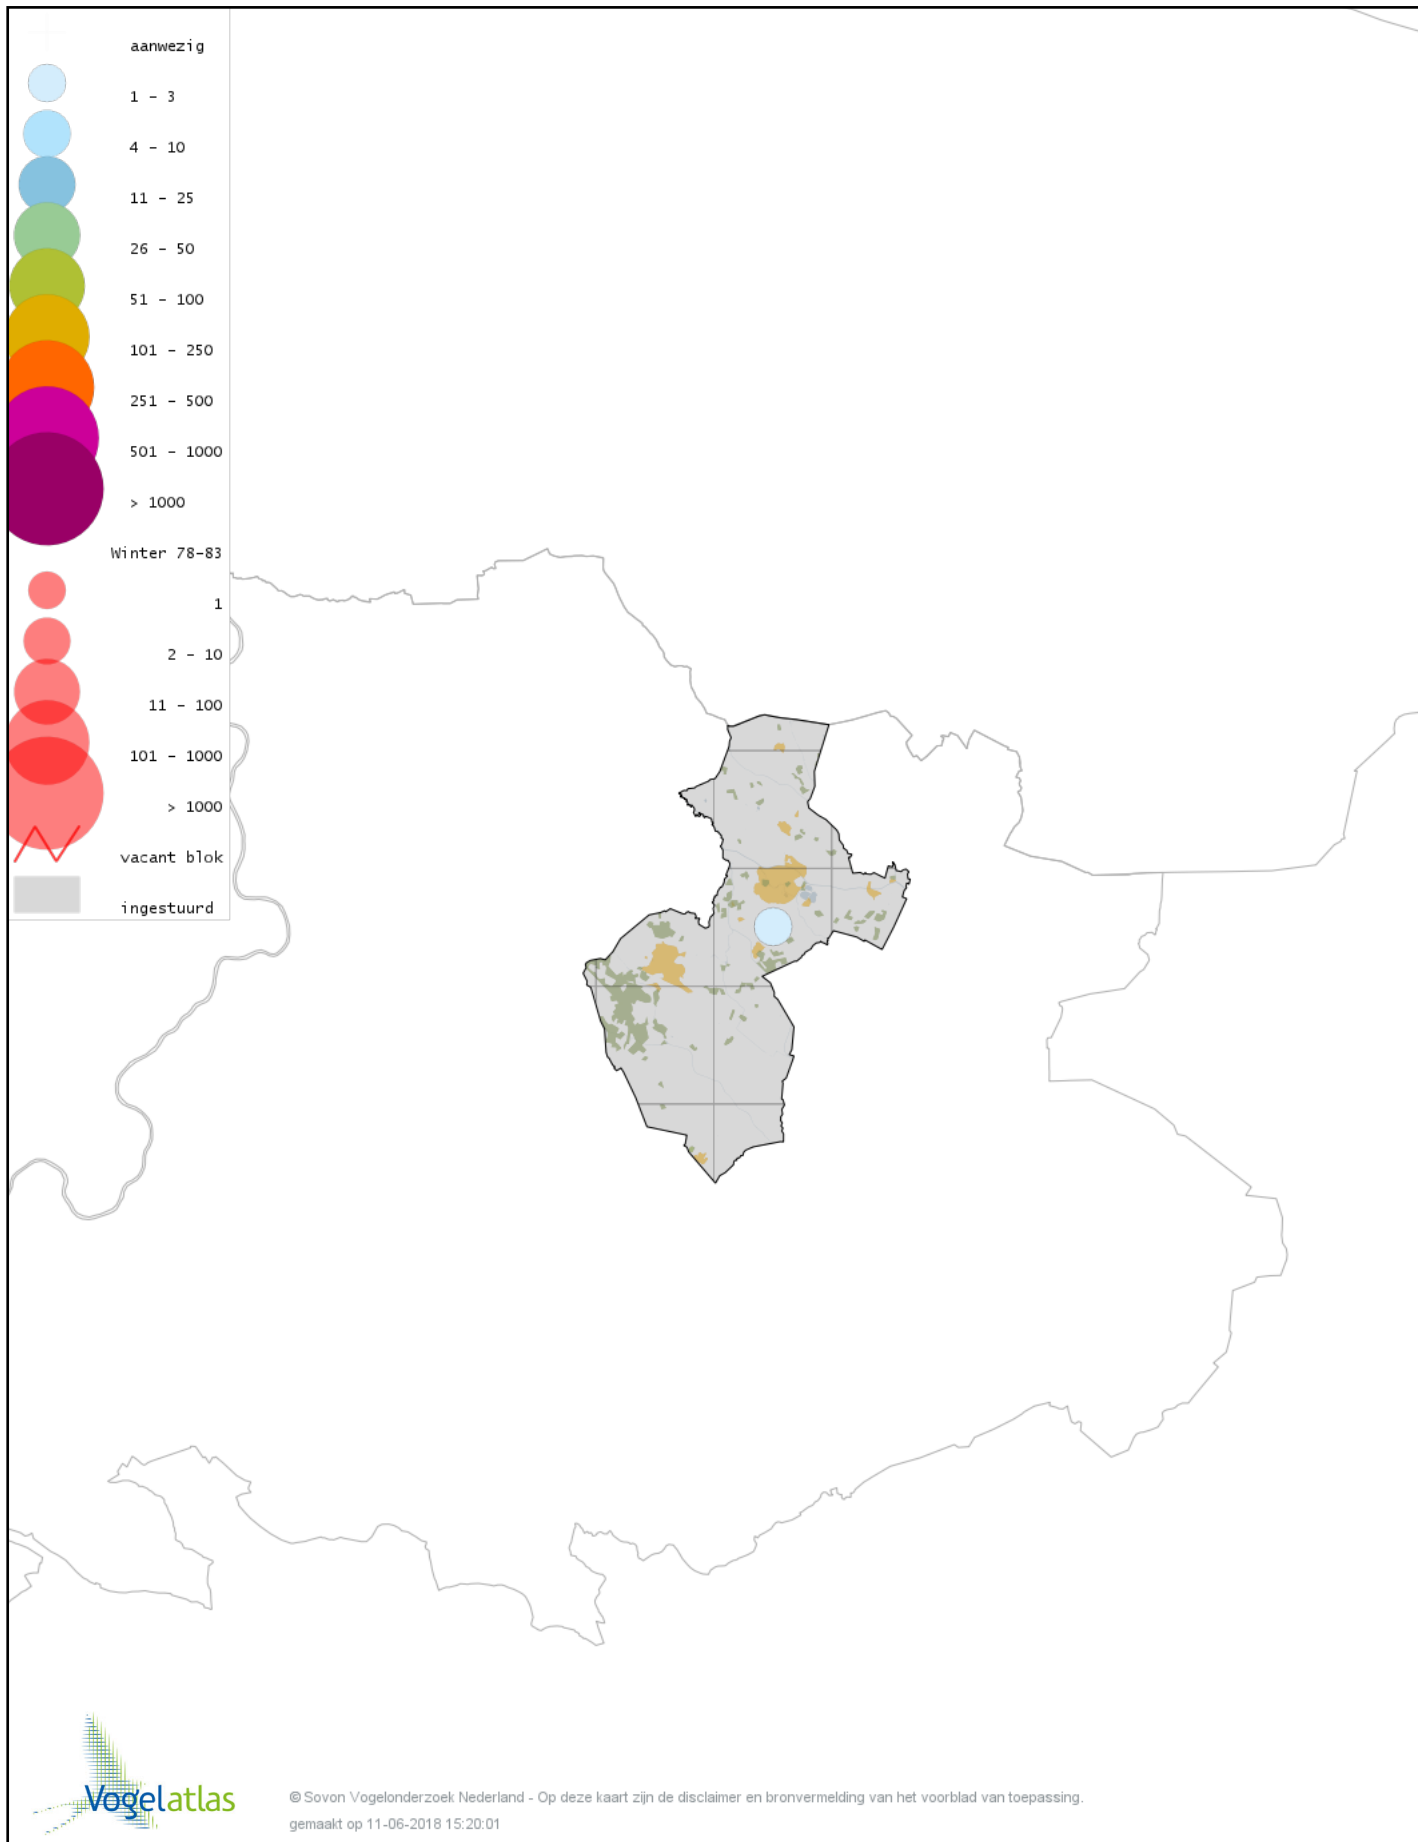 aanwezig
1 - 3
4 - 10
11 - 25
26 - 50
51 - 100
101 - 250
251 - 500
501 - 1000
> 1000
Winter 78-83
1
2 - 10
11 - 100
101 - 1000
> 1000
vacant blok
ingestuurd
Vogelatlas
© Sovon Vogelonderzoek Nederland - Op deze kaart zijn de disclaimer en bronvermelding van het voorblad van toepassing.
gemaakt op 11-06-2018 15:20:01